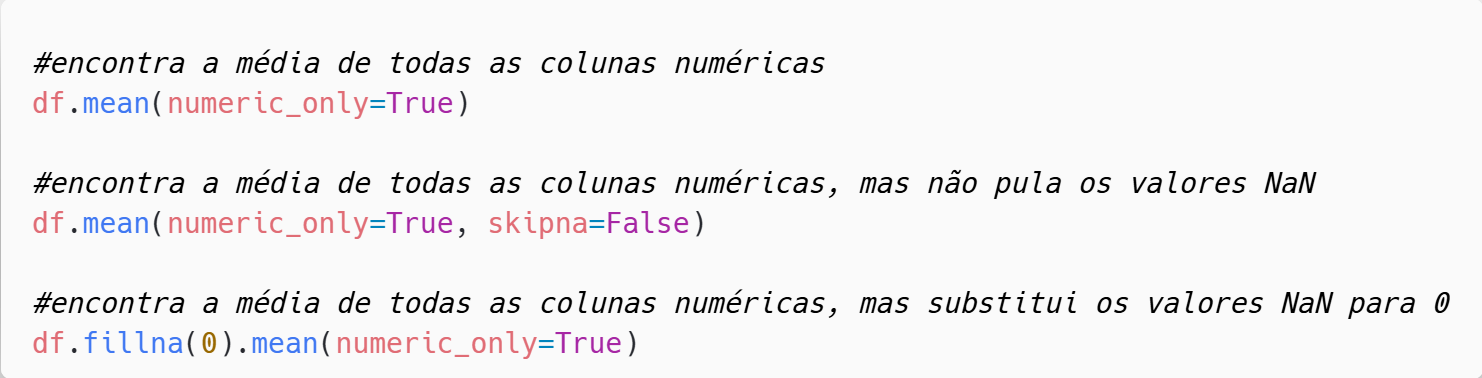 #encontra a média de todas as colunas numéricas
df.mean(numeric_only=True)
#encontra a média de todas as colunas numéricas, mas não pula os valores NaN
df.mean(numeric_only=True, skipna=False)
#encontra a média de todas as colunas numéricas, mas substitui os valores NaN para 0
df.fillna(0).mean(numeric_only=True)